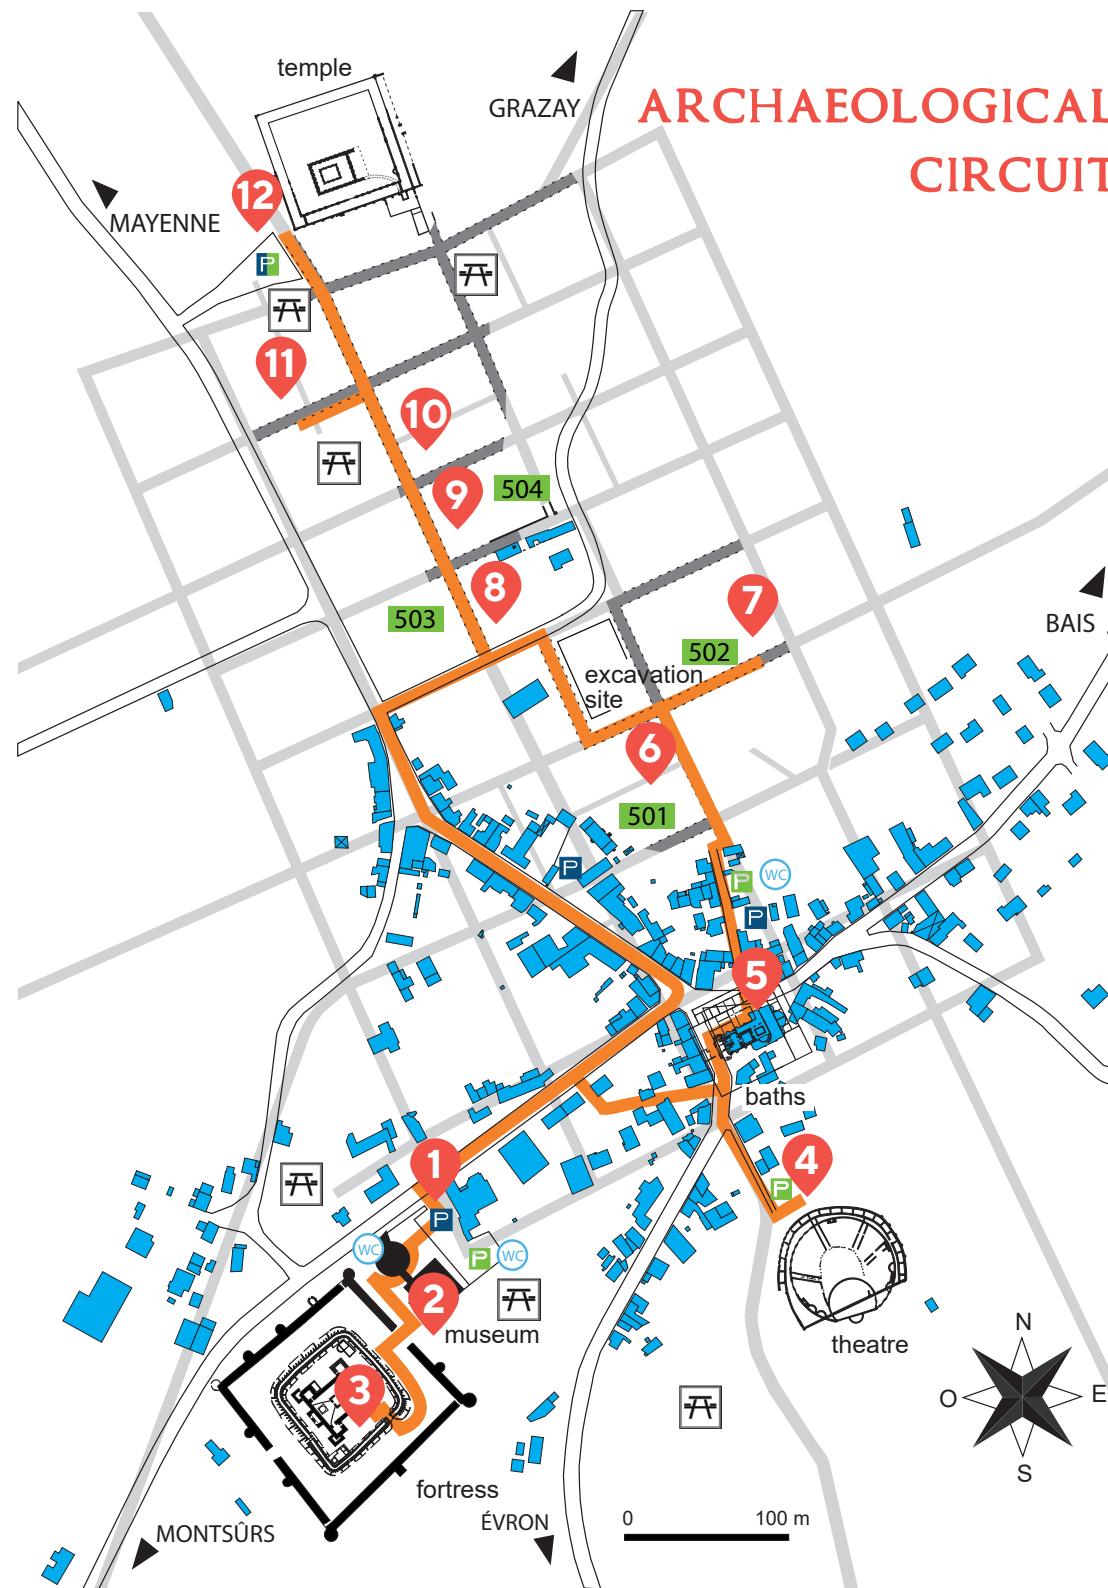 temple
GRAZAY
ARCHAEOLOGICAL
CIRCUIT
12
MAYENNE
P
11
10
9
504
8
7
503
502
BAIS
excavation
site
6
501
P
P
WC
P
5
baths
1
4
P
P
WC
P
WC
2
museum
theatre
3
N
O
E
S
fortress
0
100 m
MONTSÛRS
ÉVRON